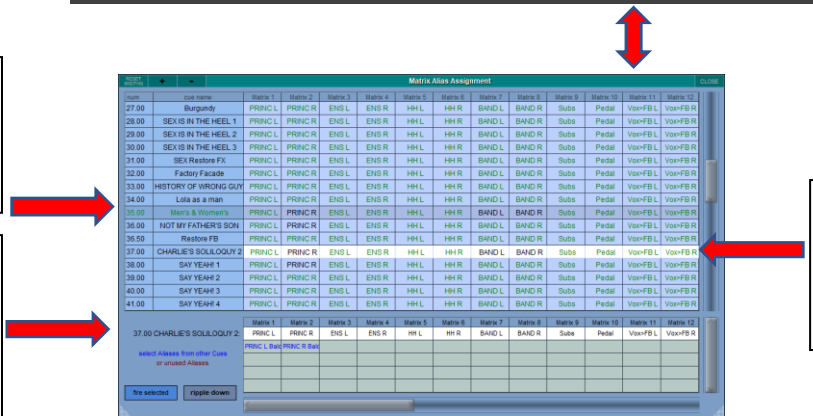 RESET WIDTHS + - Matrix Alias Assignment CLOSE
num cue name Matrix 1 Matrix 2 Matrix 3 Matrix 4 Matrix 5 Matrix 6 Matrix 7 Matrix 8 Matrix 9 Matrix 10 Matrix 11 Matrix 12
27.00 Burgundy PRINC L PRINC R ENS L ENS R HH L HH R BAND L BAND R Subs Pedal Vox>FB L Vox>FB R
28.00 SEX IS IN THE HEEL 1 PRINC L PRINC R ENS L ENS R HH L HH R BAND L BAND R Subs Pedal Vox>FB L Vox>FB R
29.00 SEX IS IN THE HEEL 2 PRINC L PRINC R ENS L ENS R HH L HH R BAND L BAND R Subs Pedal Vox>FB L Vox>FB R
30.00 SEX IS IN THE HEEL 3 PRINC L PRINC R ENS L ENS R HH L HH R BAND L BAND R Subs Pedal Vox>FB L Vox>FB R
31.00 SEX Restore FX PRINC L PRINC R ENS L ENS R HH L HH R BAND L BAND R Subs Pedal Vox>FB L Vox>FB R
32.00 Factory Facade PRINC L PRINC R ENS L ENS R HH L HH R BAND L BAND R Subs Pedal Vox>FB L Vox>FB R
33.00 HISTORY OF WRONG GUY PRINC L PRINC R ENS L ENS R HH L HH R BAND L BAND R Subs Pedal Vox>FB L Vox>FB R
34.00 Lola as a man PRINC L PRINC R ENS L ENS R HH L HH R BAND L BAND R Subs Pedal Vox>FB L Vox>FB R
35.00 Men's & Women's PRINC L PRINC R ENS L ENS R HH L HH R BAND L BAND R Subs Pedal Vox>FB L Vox>FB R
36.00 NOT MY FATHER'S SON PRINC L PRINC R ENS L ENS R HH L HH R BAND L BAND R Subs Pedal Vox>FB L Vox>FB R
36.50 Restore FB PRINC L PRINC R ENS L ENS R HH L HH R BAND L BAND R Subs Pedal Vox>FB L Vox>FB R
37.00 CHARLIE'S SOLILOQUY 2 PRINC L PRINC R ENS L ENS R HH L HH R BAND L BAND R Subs Pedal Vox>FB L Vox>FB R
38.00 SAY YEAH! 1 PRINC L PRINC R ENS L ENS R HH L HH R BAND L BAND R Subs Pedal Vox>FB L Vox>FB R
39.00 SAY YEAH! 2 PRINC L PRINC R ENS L ENS R HH L HH R BAND L BAND R Subs Pedal Vox>FB L Vox>FB R
40.00 SAY YEAH! 3 PRINC L PRINC R ENS L ENS R HH L HH R BAND L BAND R Subs Pedal Vox>FB L Vox>FB R
41.00 SAY YEAH! 4 PRINC L PRINC R ENS L ENS R HH L HH R BAND L BAND R Subs Pedal Vox>FB L Vox>FB R
Matrix 1 Matrix 2 Matrix 3 Matrix 4 Matrix 5 Matrix 6 Matrix 7 Matrix 8 Matrix 9 Matrix 10 Matrix 11 Matrix 12
37.00 CHARLIE'S SOLILOQUY 2: PRINC L PRINC R ENS L ENS R HH L HH R BAND L BAND R Subs Pedal Vox>FB L Vox>FB R
PRINC L Balc PRINC R Balc
select Aliases from other Cues
or unused Aliases
fire selected ripple down